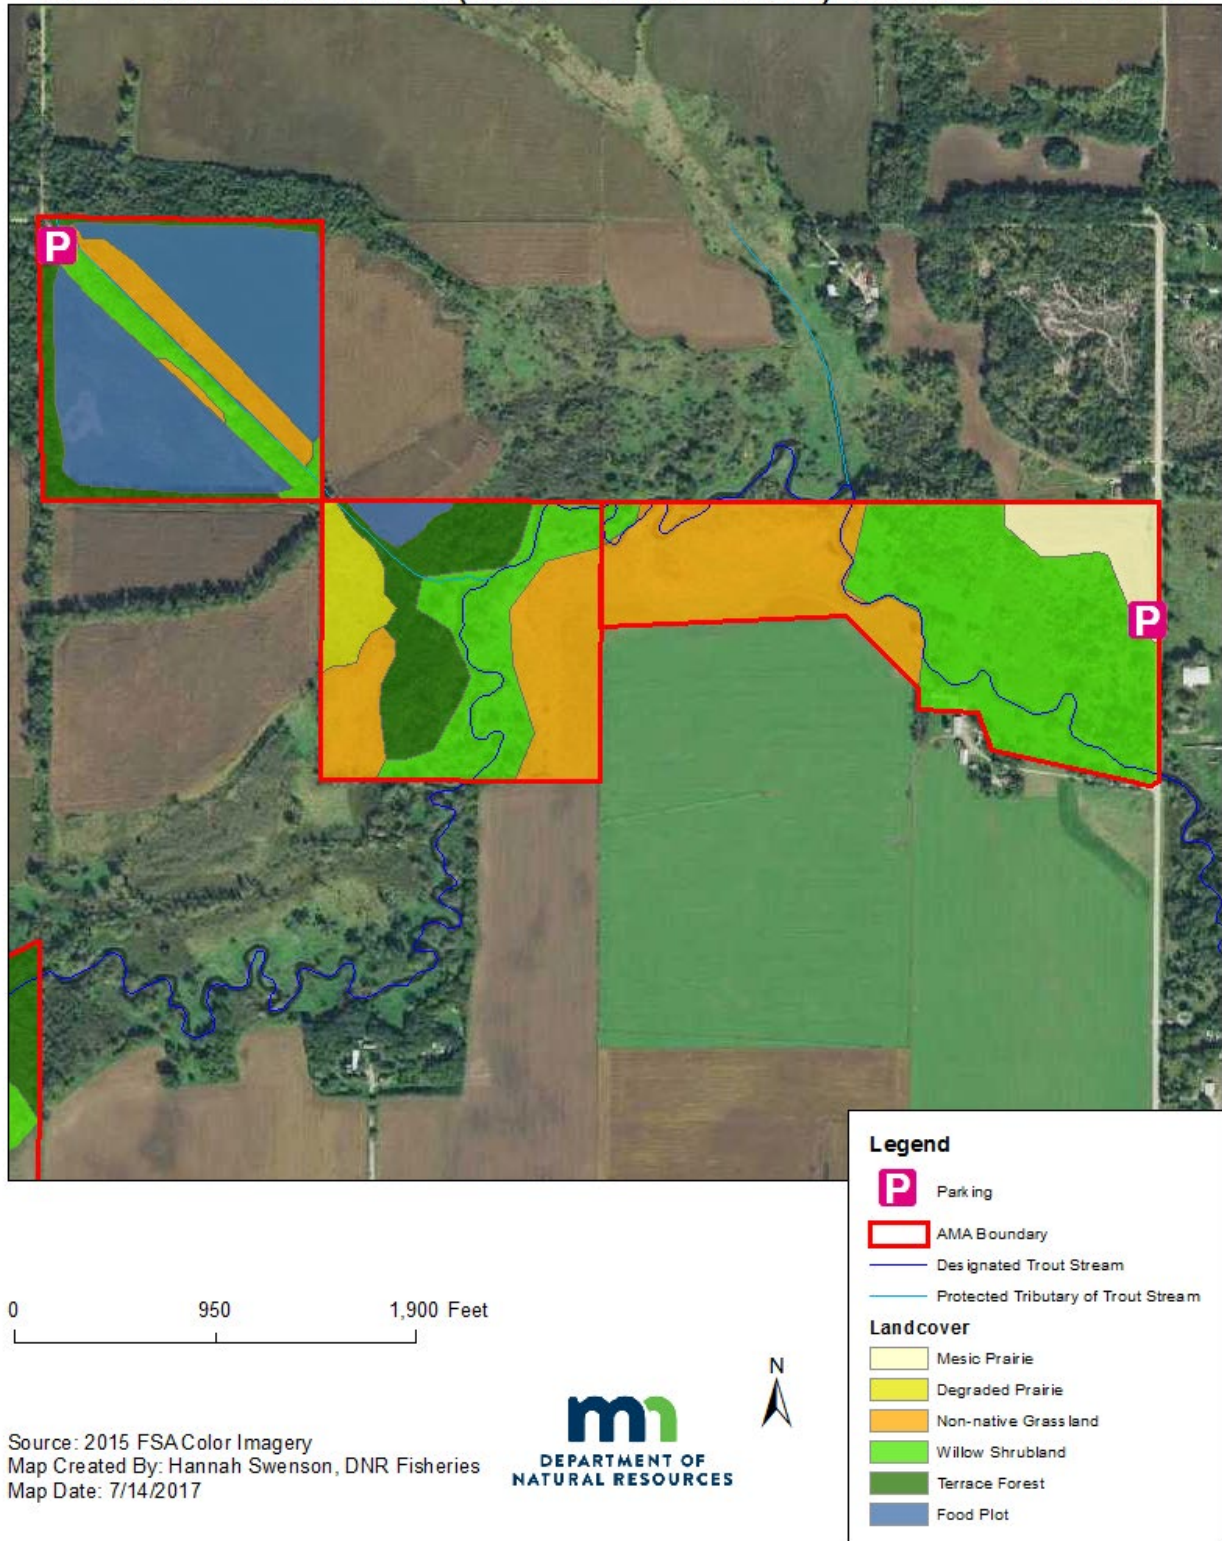 P
P
Legend
P Parking
AMA Boundary
Designated Trout Stream
Protected Tributary of Trout Stream
Landcover
Mesic Prairie
Degraded Prairie
Non-native Grassland
Willow Shrubland
Terrace Forest
Food Plot
0 950 1,900 Feet
N
Source: 2015 FSA Color Imagery
Map Created By: Hannah Swenson, DNR Fisheries
Map Date: 7/14/2017
mn
DEPARTMENT OF
NATURAL RESOURCES